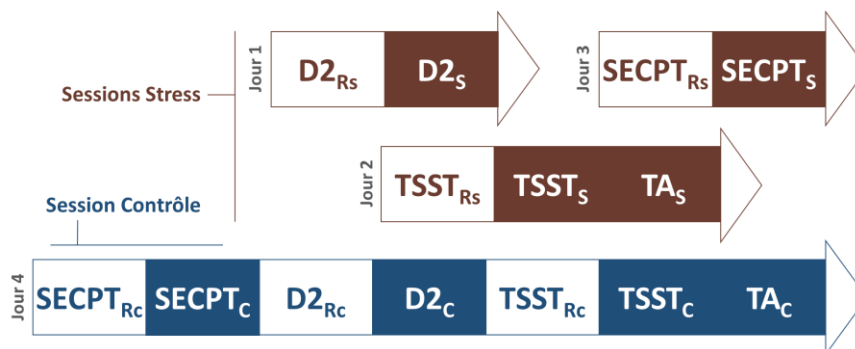 Jour 1
D2Rs
D2S
Jour 3
SECPTRs
SECPTS
Sessions Stress
Jour 2
TSSTRs
TSSTS
TAS
Session Contrôle
Jour 4
SECPTRc
SECPTC
D2Rc
D2C
TSSTRc
TSSTC
TAC